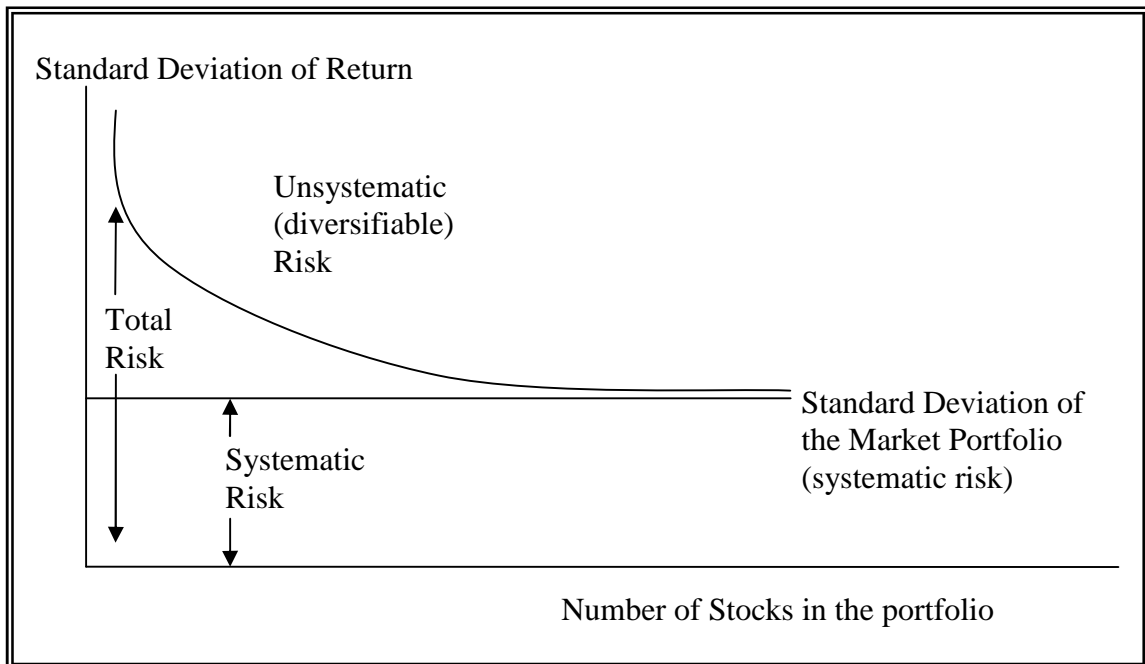 Standard Deviation of Return
Unsystematic
(diversifiable)
Risk
Total
Risk
Standard Deviation of
the Market Portfolio
(systematic risk)
Systematic
Risk
Number of Stocks in the portfolio